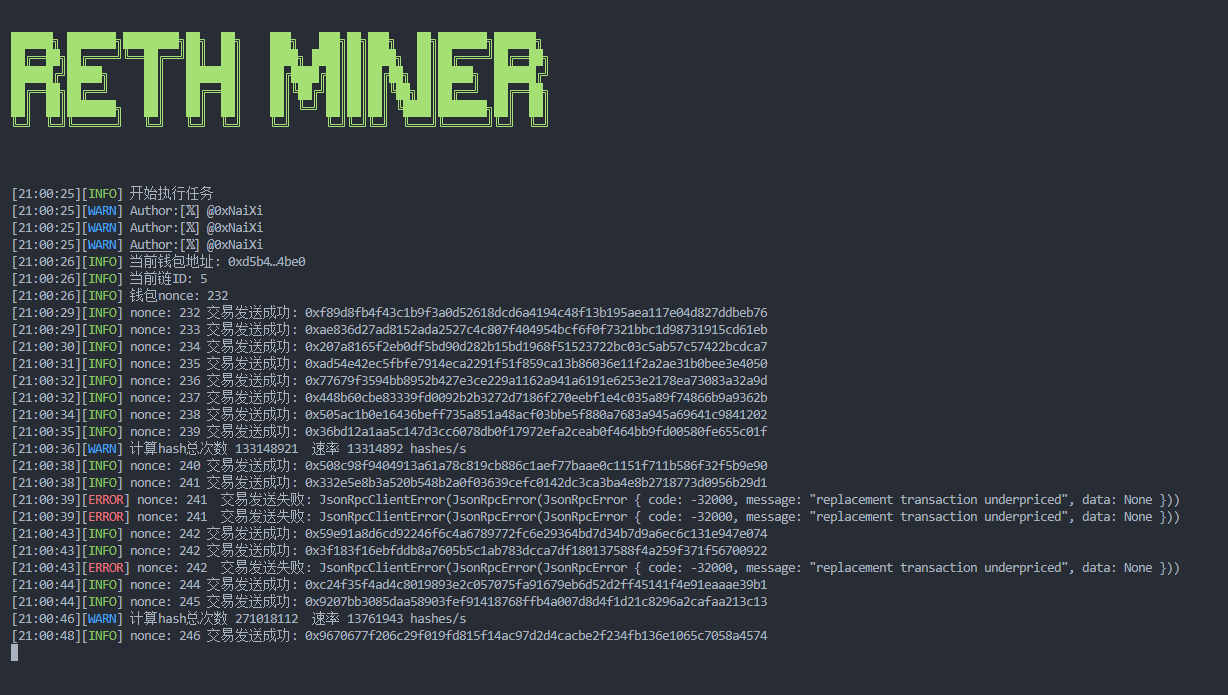 RETH MINER
[21:00:25][INFO] 开始执行任务
[21:00:25][WARN] Author:[𝕏] @0xNaiXi
[21:00:25][WARN] Author:[𝕏] @0xNaiXi
[21:00:25][WARN] Author:[𝕏] @0xNaiXi
[21:00:26][INFO] 当前钱包地址: 0xd5b4…4be0
[21:00:26][INFO] 当前链ID: 5
[21:00:26][INFO] 钱包nonce: 232
[21:00:29][INFO] nonce: 232 交易发送成功: 0xf89d8fb4f43c1b9f3a0d52618dcd6a4194c48f13b195aea117e04d827ddbeb76
[21:00:29][INFO] nonce: 233 交易发送成功: 0xae836d27ad8152ada2527c4c807f404954bcf6f0f7321bbc1d98731915cd61eb
[21:00:30][INFO] nonce: 234 交易发送成功: 0x207a8165f2eb0df5bd90d282b15bd1968f51523722bc03c5ab57c57422bcdca7
[21:00:31][INFO] nonce: 235 交易发送成功: 0xad54e42ec5fbfe7914eca2291f51f859ca13b86036e11f2a2ae31b0bee3e4050
[21:00:32][INFO] nonce: 236 交易发送成功: 0x77679f3594bb8952b427e3ce229a1162a941a6191e6253e2178ea73083a32a9d
[21:00:32][INFO] nonce: 237 交易发送成功: 0x448b60cbe83339fd0092b2b3272d7186f270eebf1e4c035a89f74866b9a9362b
[21:00:34][INFO] nonce: 238 交易发送成功: 0x505ac1b0e16436beff735a851a48acf03bbe5f880a7683a945a69641c9841202
[21:00:35][INFO] nonce: 239 交易发送成功: 0x36bd12a1aa5c147d3cc6078db0f17972efa2ceab0f464bb9fd00580fe655c01f
[21:00:36][WARN] 计算hash总次数 133148921 速率 13314892 hashes/s
[21:00:38][INFO] nonce: 240 交易发送成功: 0x508c98f9404913a61a78c819cb886c1aef77baae0c1151f711b586f32f5b9e90
[21:00:38][INFO] nonce: 241 交易发送成功: 0x332e5e8b3a520b548b2a0f03639cefc0142dc3ca3ba4e8b2718773d0956b29d1
[21:00:39][ERROR] nonce: 241 交易发送失败: JsonRpcClientError(JsonRpcError(JsonRpcError { code: -32000, message: "replacement transaction underpriced", data: None }))
[21:00:39][ERROR] nonce: 241 交易发送失败: JsonRpcClientError(JsonRpcError(JsonRpcError { code: -32000, message: "replacement transaction underpriced", data: None }))
[21:00:43][INFO] nonce: 242 交易发送成功: 0x59e91a8d6cd92246f6c4a6789772fc6e29364bd7d34b7d9a6ec6c131e947e074
[21:00:43][INFO] nonce: 242 交易发送成功: 0x3f183f16ebfddb8a7605b5c1ab783dcca7df180137588f4a259f371f56700922
[21:00:43][ERROR] nonce: 242 交易发送失败: JsonRpcClientError(JsonRpcError(JsonRpcError { code: -32000, message: "replacement transaction underpriced", data: None }))
[21:00:44][INFO] nonce: 244 交易发送成功: 0xc24f35f4ad4c8019893e2c057075fa91679eb6d52d2ff45141f4e91eaaae39b1
[21:00:44][INFO] nonce: 245 交易发送成功: 0x9207bb3085daa58903fef91418768ffb4a007d8d4f1d21c8296a2cafaa213c13
[21:00:46][WARN] 计算hash总次数 271018112 速率 13761943 hashes/s
[21:00:48][INFO] nonce: 246 交易发送成功: 0x9670677f206c29f019fd815f14ac97d2d4cacbe2f234fb136e1065c7058a4574